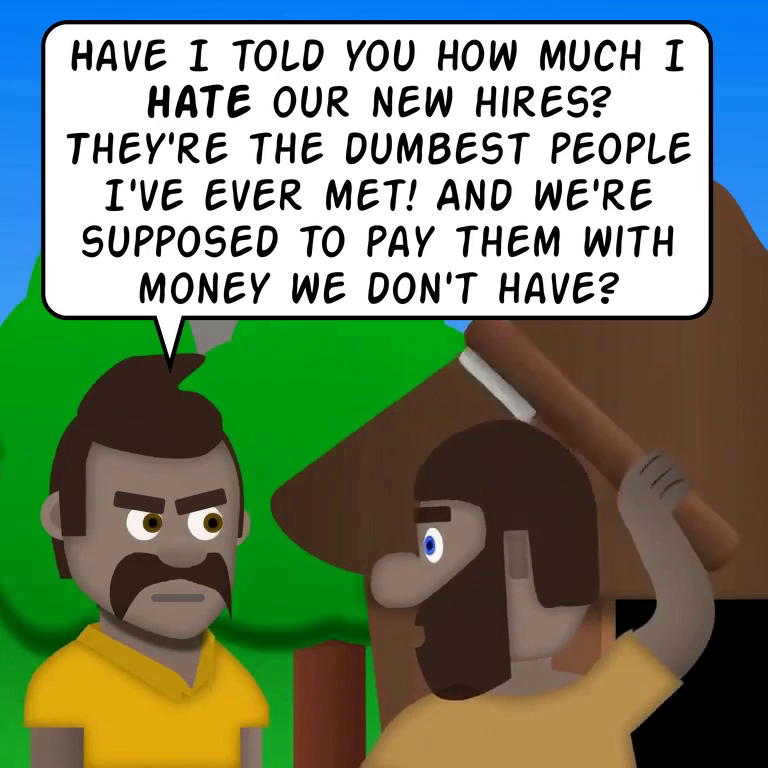 HAVE I TOLD YOU HOW MUCH I
HATE OUR NEW HIRES?
THEY'RE THE DUMBEST PEOPLE
I'VE EVER MET! AND WE'RE
SUPPOSED TO PAY THEM WITH
MONEY WE DON'T HAVE?